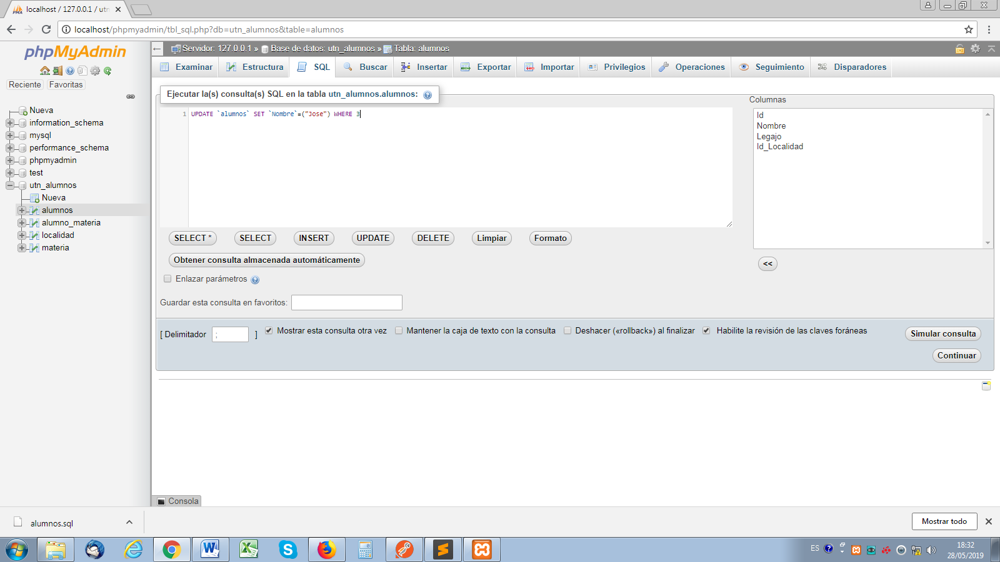 localhost / 127.0.0.1 / utn
localhost/phpmyadmin/tbl_sql.php?db=utn_alumnos&table=alumnos
phpMyAdmin
Reciente Favoritas
Nueva
information_schema
mysql
performance_schema
phpmyadmin
test
utn_alumnos
Nueva
alumnos
alumno_materia
localidad
materia
Servidor: 127.0.0.1 » Base de datos: utn_alumnos » Tabla: alumnos
Examinar Estructura SQL Buscar Insertar Exportar Importar Privilegios Operaciones Seguimiento Disparadores
Ejecutar la(s) consulta(s) SQL en la tabla utn_alumnos.alumnos:
1 UPDATE `alumnos` SET `Nombre`=("Jose") WHERE 3
Columnas
Id
Nombre
Legajo
Id_Localidad
SELECT * SELECT INSERT UPDATE DELETE Limpiar Formato
Obtener consulta almacenada automáticamente
<<
Enlazar parámetros
Guardar esta consulta en favoritos:
[ Delimitador ; ] Mostrar esta consulta otra vez Mantener la caja de texto con la consulta Deshacer («rollback») al finalizar Habilite la revisión de las claves foráneas
Simular consulta
Continuar
Consola
alumnos.sql
Mostrar todo
ES
18:32
28/05/2019